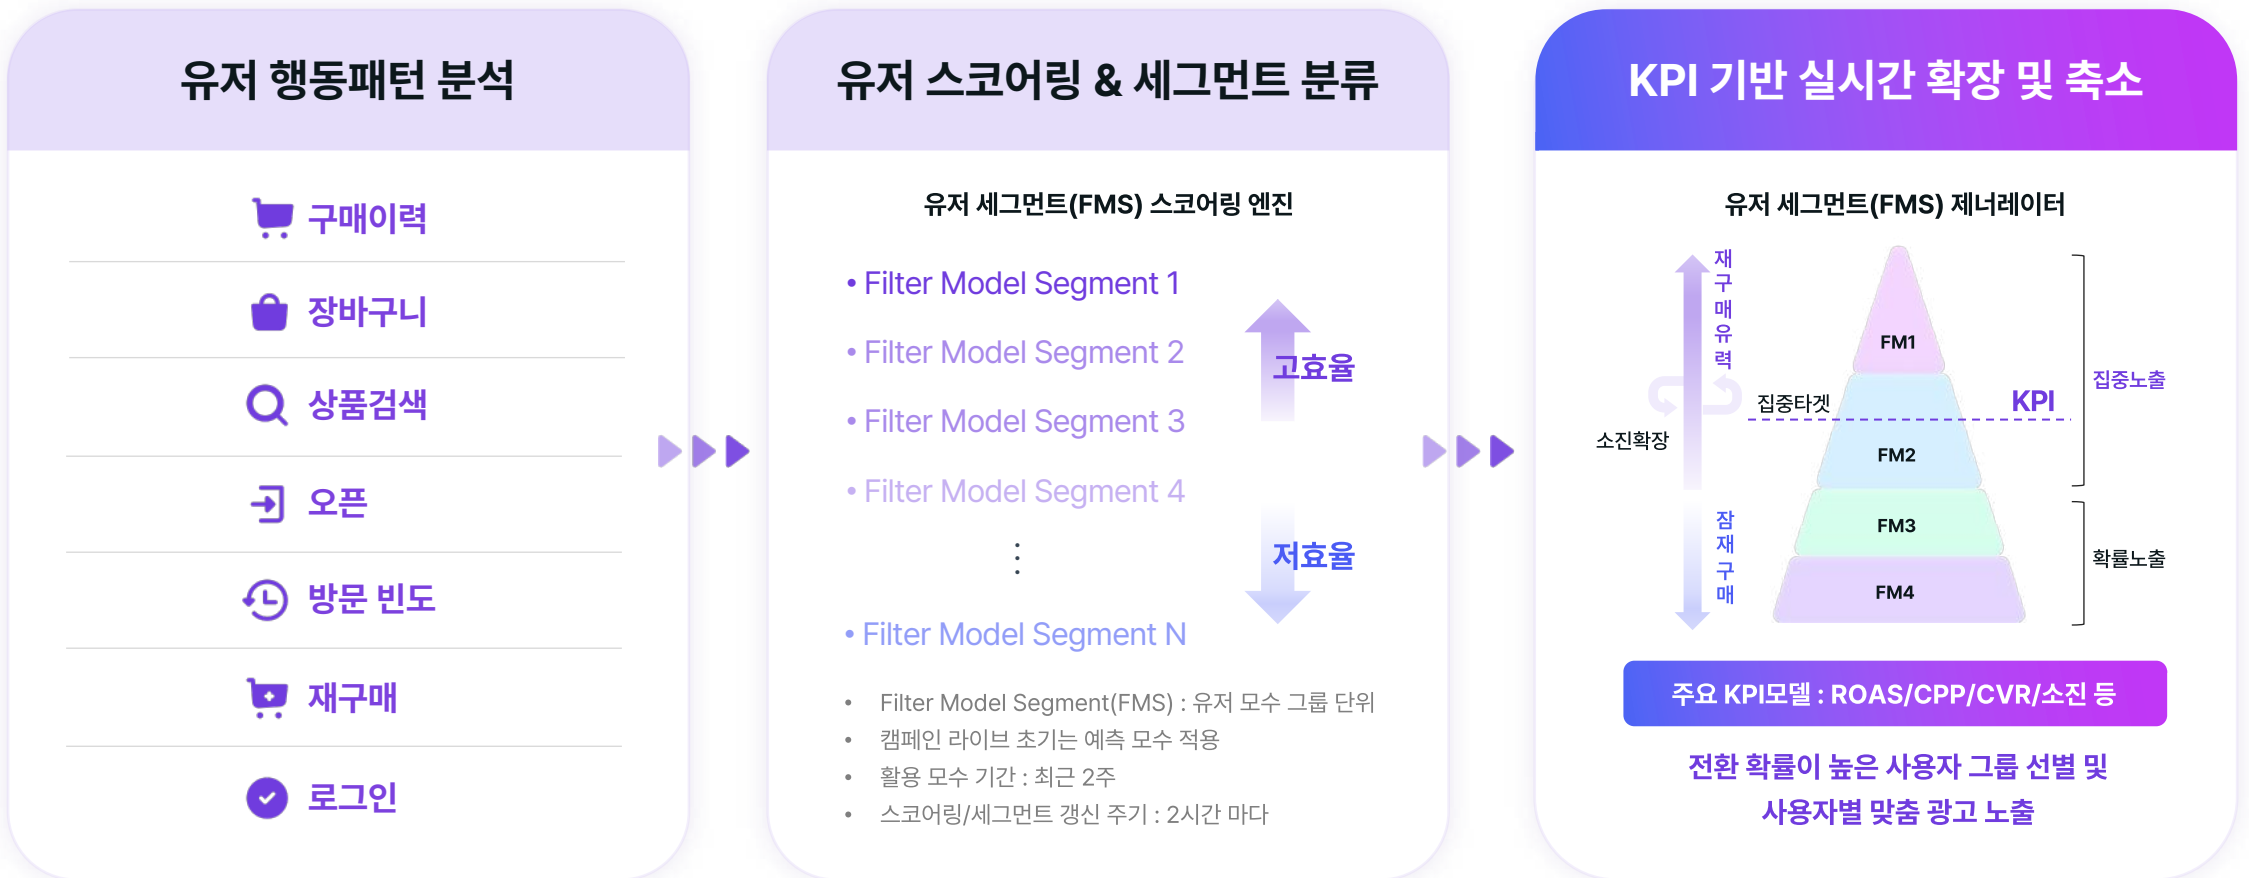 유저 행동패턴 분석
구매이력
장바구니
상품검색
오픈
방문 빈도
재구매
로그인
유저 스코어링 & 세그먼트 분류
유저 세그먼트(FMS) 스코어링 엔진
• Filter Model Segment 1
• Filter Model Segment 2
• Filter Model Segment 3
• Filter Model Segment 4
⋮
• Filter Model Segment N
고효율
저효율
• Filter Model Segment(FMS) : 유저 모수 그룹 단위
• 캠페인 라이브 초기는 예측 모수 적용
• 활용 모수 기간 : 최근 2주
• 스코어링/세그먼트 갱신 주기 : 2시간 마다
KPI 기반 실시간 확장 및 축소
유저 세그먼트(FMS) 제너레이터
재구매유력
집중타겟
소진확장
잠재구매
FM1
KPI
FM2
FM3
FM4
집중노출
확률노출
주요 KPI모델 : ROAS/CPP/CVR/소진 등
전환 확률이 높은 사용자 그룹 선별 및
사용자별 맞춤 광고 노출